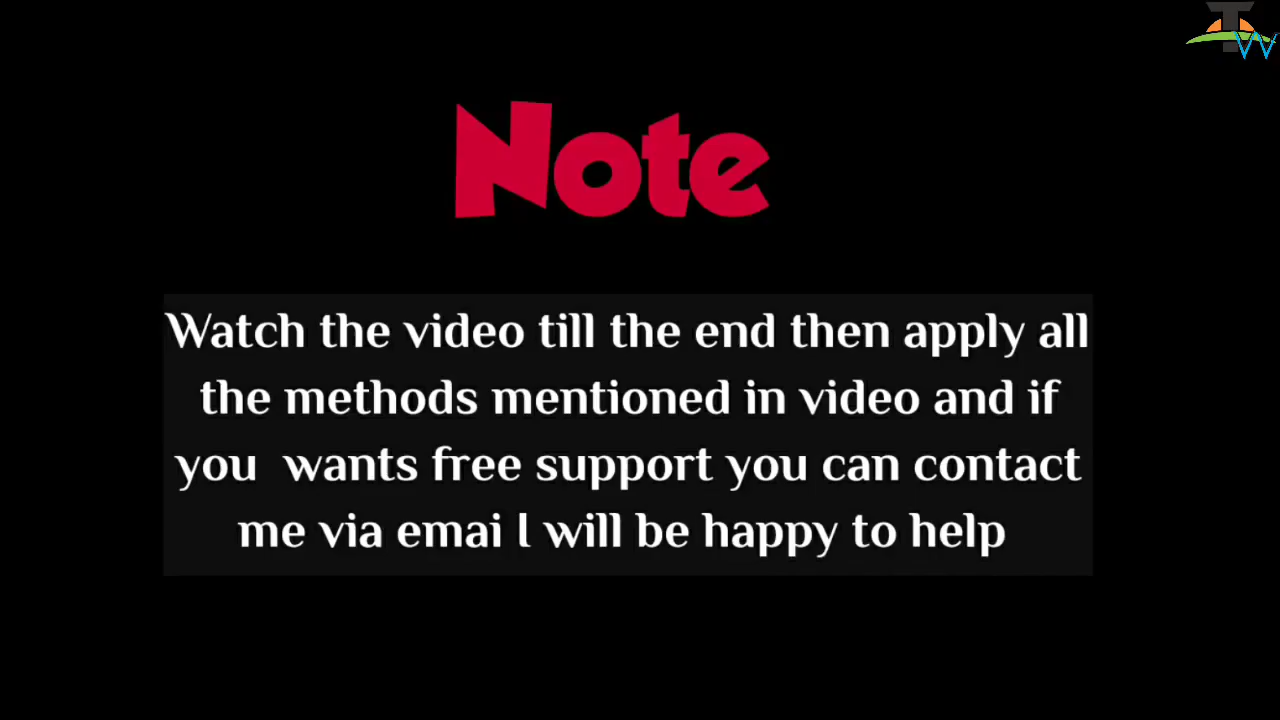 TW
Note
Watch the video till the end then apply all
the methods mentioned in video and if
you wants free support you can contact
me via emai l will be happy to help